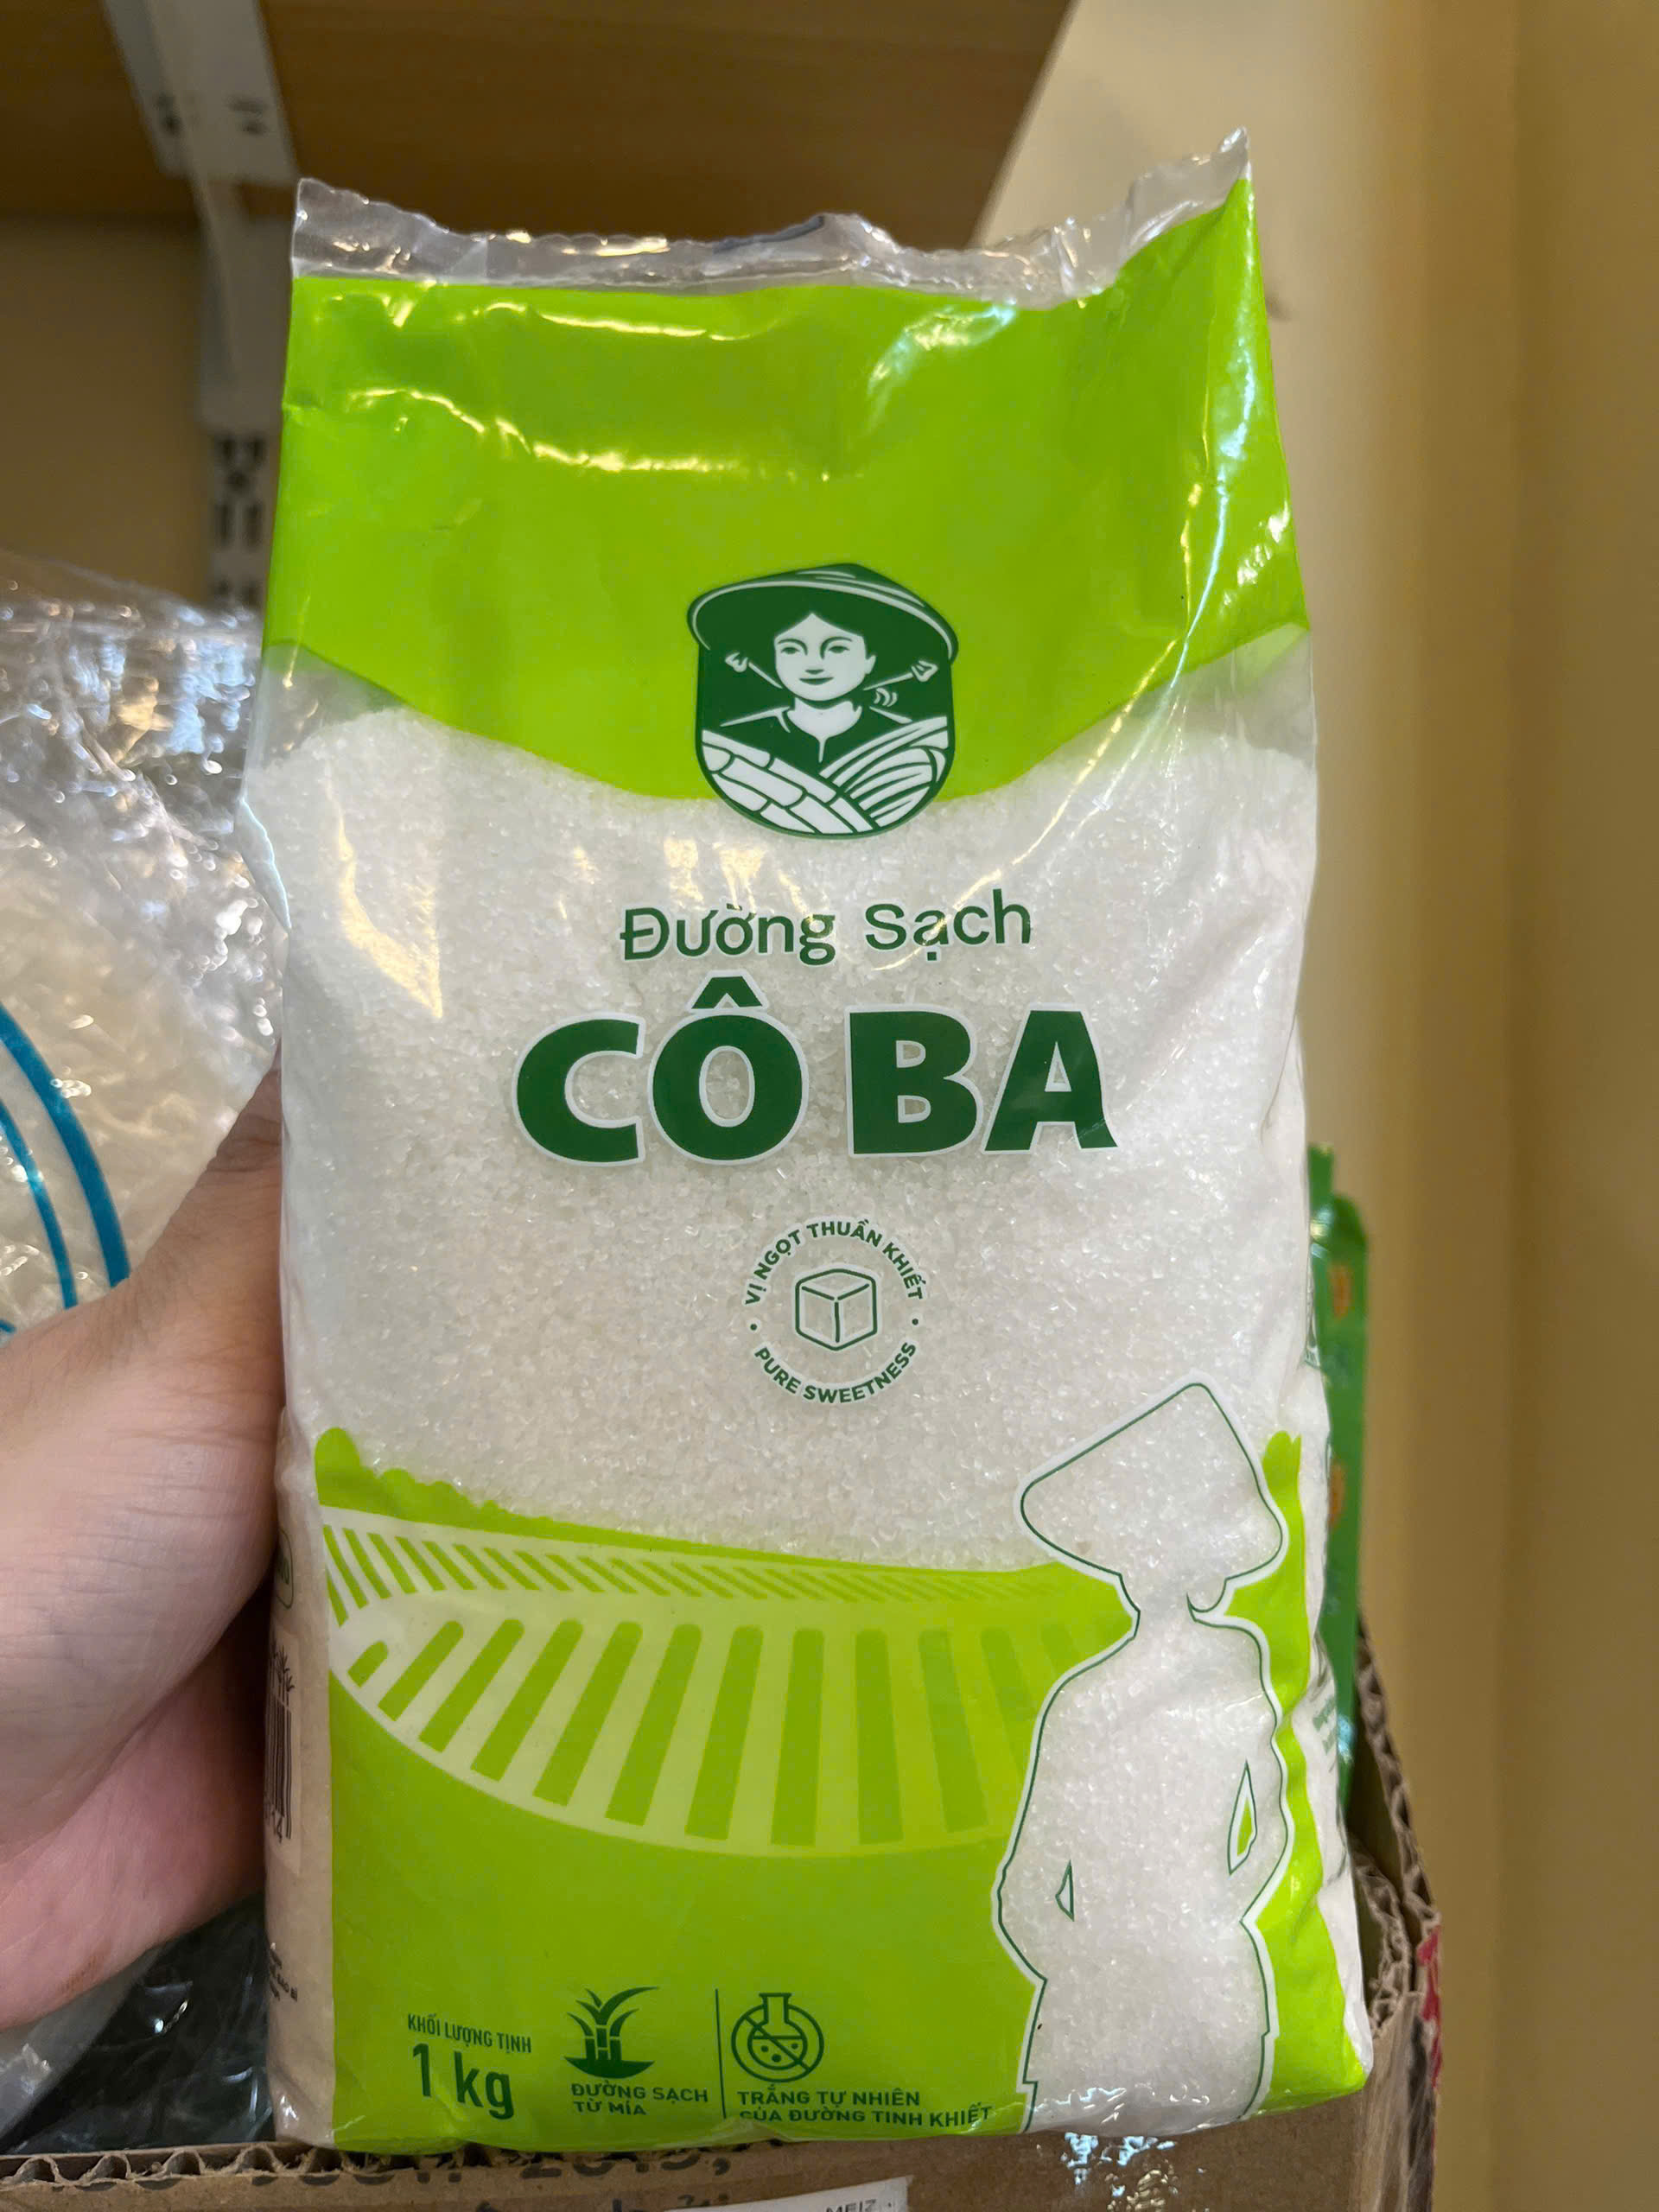 Đường Sạch
CÔ BA
VỊ NGỌT THUẦN KHIẾT
PURE SWEETNESS
KHỐI LƯỢNG TỊNH
1 kg
ĐƯỜNG SẠCH
TỪ MÍA
TRẮNG TỰ NHIÊN
CỦA ĐƯỜNG TINH KHIẾT